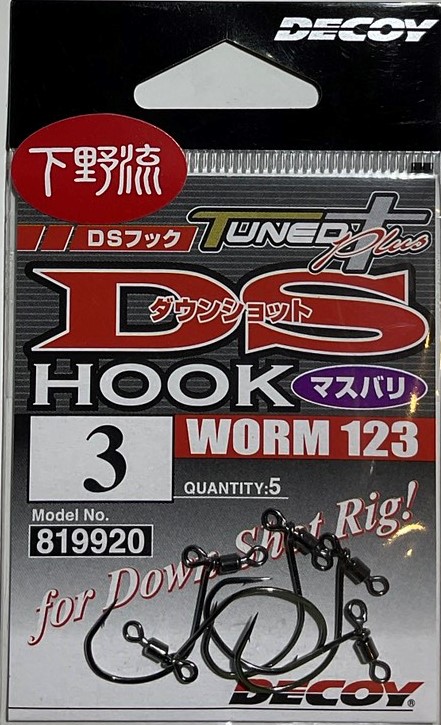 DECOY
下野流
DSフック
TUNED Plus
DS
ダウンショット
HOOK
マスバリ
3
WORM 123
QUANTITY:5
Model No.
819920
for Down Shot Rig!
DECOY®